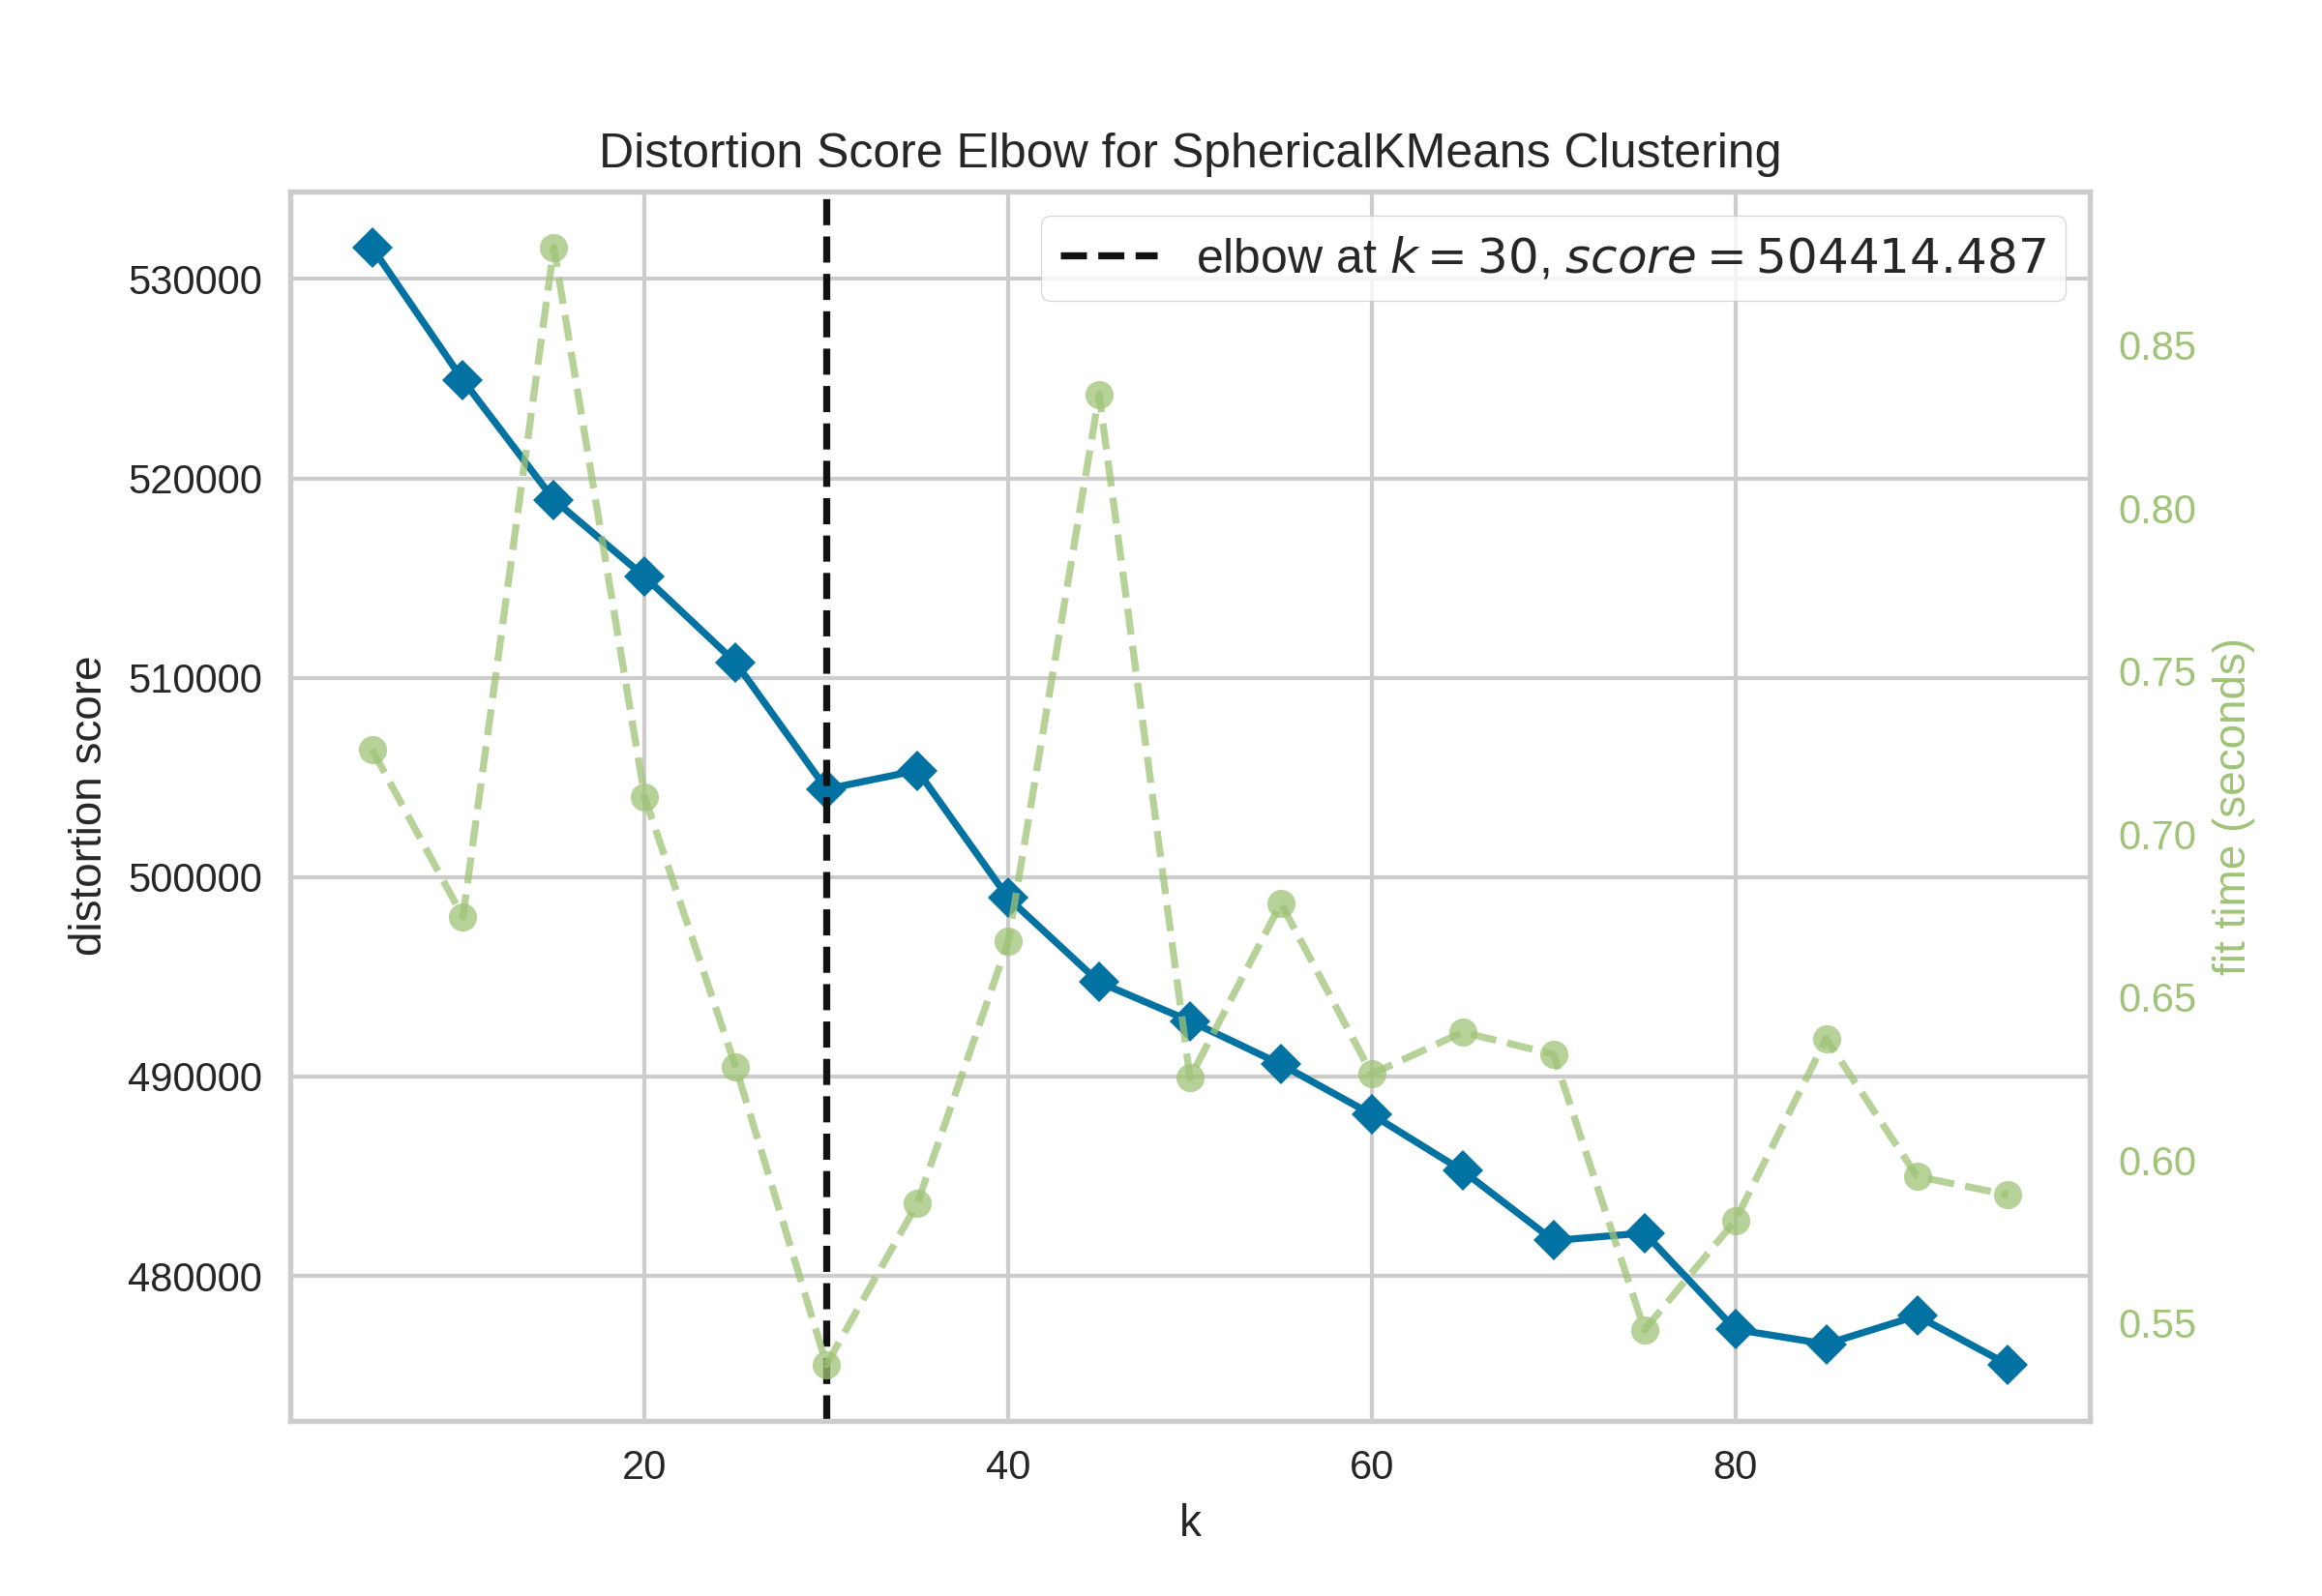 Distortion Score Elbow for SphericalKMeans Clustering
elbow at k = 30, score = 504414.487
distortion score
530000
520000
510000
500000
490000
480000
0.85
0.80
0.75
0.70
0.65
0.60
0.55
fit time (seconds)
20 40 60 80
k